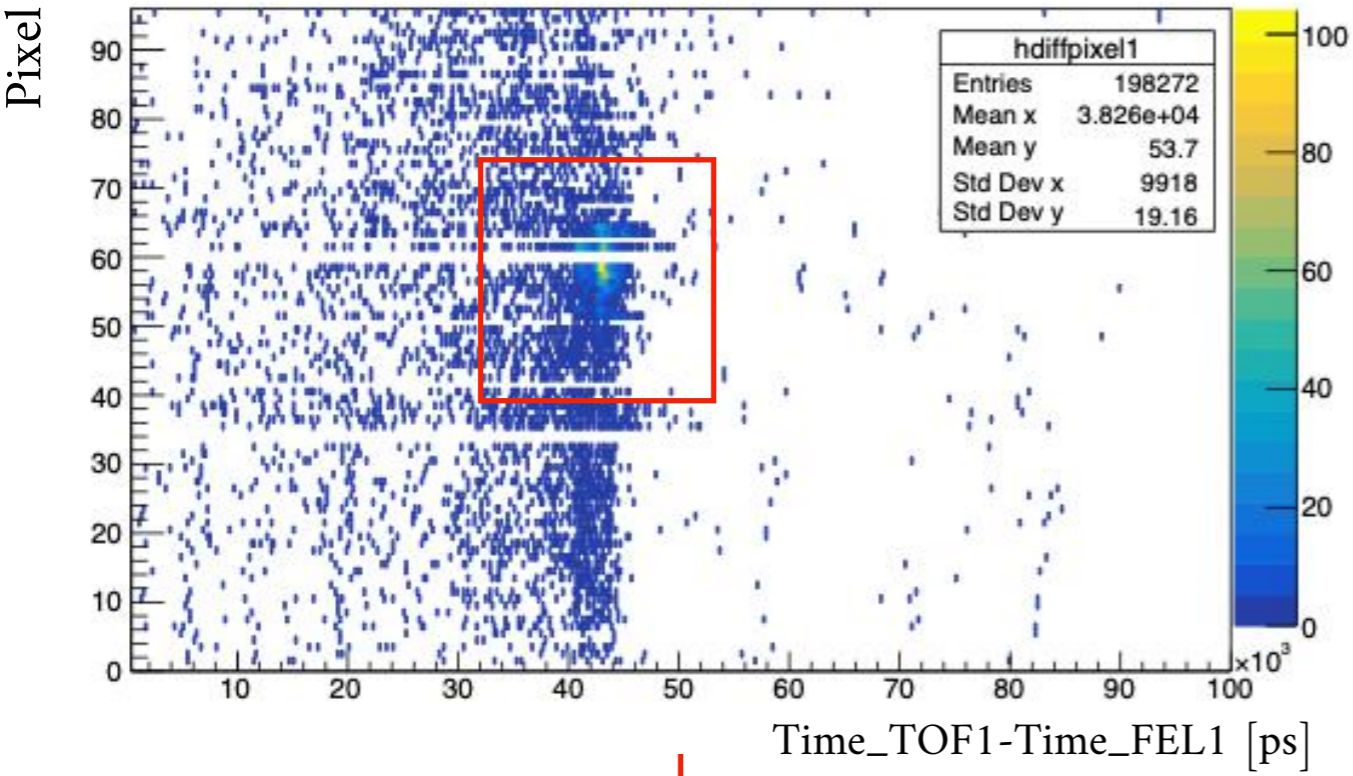 Pixel
90
80
70
60
50
40
30
20
10
0
hdiffpixel1
Entries 198272
Mean x 3.826e+04
Mean y 53.7
Std Dev x 9918
Std Dev y 19.16
100
80
60
40
20
0
×10³
10 20 30 40 50 60 70 80 90 100
Time_TOF1-Time_FEL1 [ps]